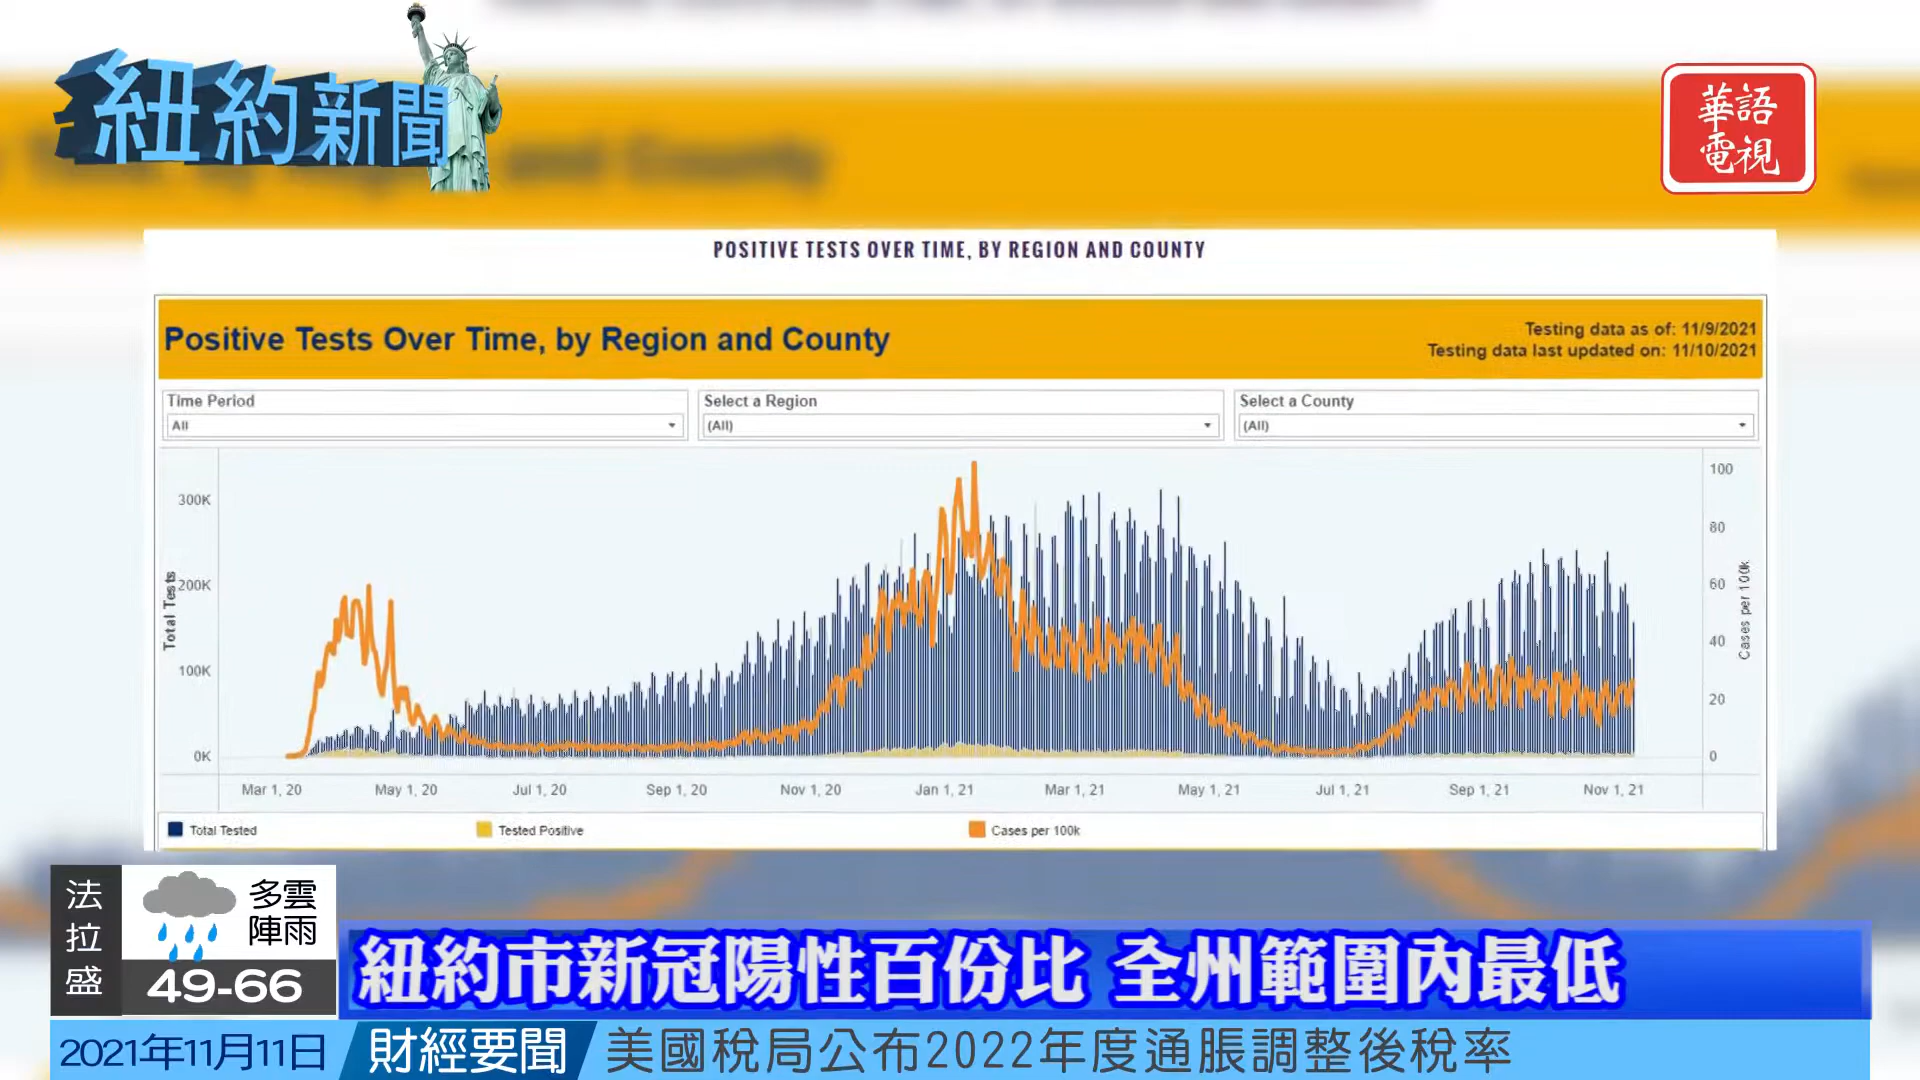 紐約新聞
華語
電視
POSITIVE TESTS OVER TIME, BY REGION AND COUNTY
Positive Tests Over Time, by Region and County
Testing data as of: 11/9/2021
Testing data last updated on: 11/10/2021
Time Period
All
Select a Region
(All)
Select a County
(All)
Total Tests
300K
200K
100K
0K
100
80
60
40
20
0
Cases per 100k
Mar 1, 20
May 1, 20
Jul 1, 20
Sep 1, 20
Nov 1, 20
Jan 1, 21
Mar 1, 21
May 1, 21
Jul 1, 21
Sep 1, 21
Nov 1, 21
Total Tested
Tested Positive
Cases per 100k
法拉盛
多雲
陣雨
49-66
紐約市新冠陽性百份比 全州範圍內最低
2021年11月11日
財經要聞
美國稅局公布2022年度通脹調整後稅率